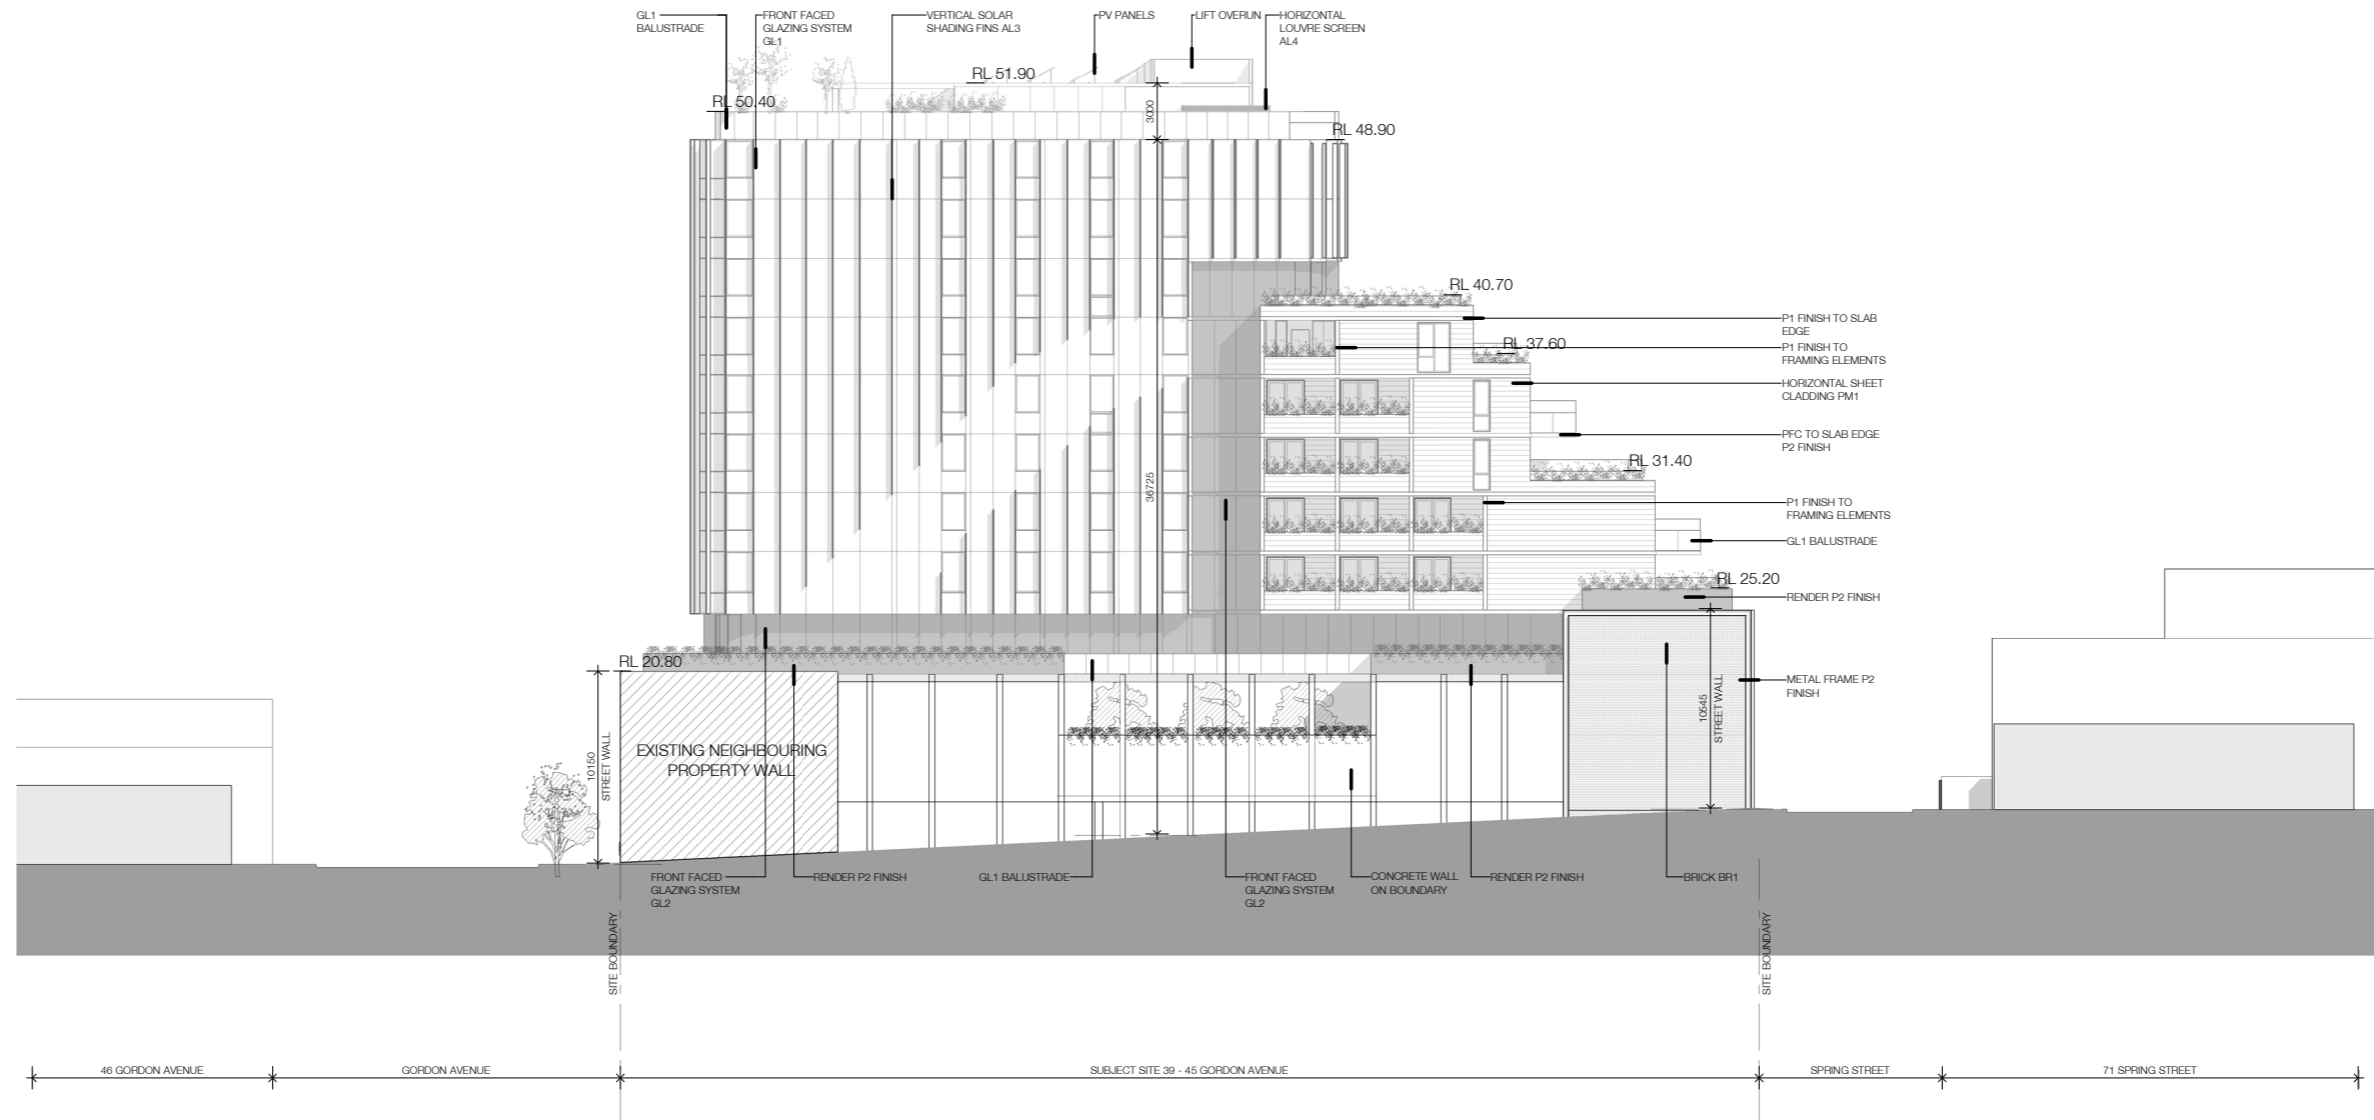 GL1
BALUSTRADE
FRONT FACED
GLAZING SYSTEM
GL1
VERTICAL SOLAR
SHADING FINS AL3
PV PANELS
LIFT OVERUN
HORIZONTAL
LOUVRE SCREEN
AL4
RL 51.90
RL 50.40
3000
RL 48.90
RL 40.70
P1 FINISH TO SLAB
EDGE
RL 37.60
P1 FINISH TO
FRAMING ELEMENTS
HORIZONTAL SHEET
CLADDING PM1
PFC TO SLAB EDGE
P2 FINISH
RL 31.40
36725
P1 FINISH TO
FRAMING ELEMENTS
GL1 BALUSTRADE
RL 25.20
RENDER P2 FINISH
RL 20.80
METAL FRAME P2
FINISH
10545
STREET WALL
10150
STREET WALL
EXISTING NEIGHBOURING
PROPERTY WALL
FRONT FACED
GLAZING SYSTEM
GL2
RENDER P2 FINISH
GL1 BALUSTRADE
FRONT FACED
GLAZING SYSTEM
GL2
CONCRETE WALL
ON BOUNDARY
RENDER P2 FINISH
BRICK BR1
SITE BOUNDARY
SITE BOUNDARY
46 GORDON AVENUE
GORDON AVENUE
SUBJECT SITE 39 - 45 GORDON AVENUE
SPRING STREET
71 SPRING STREET